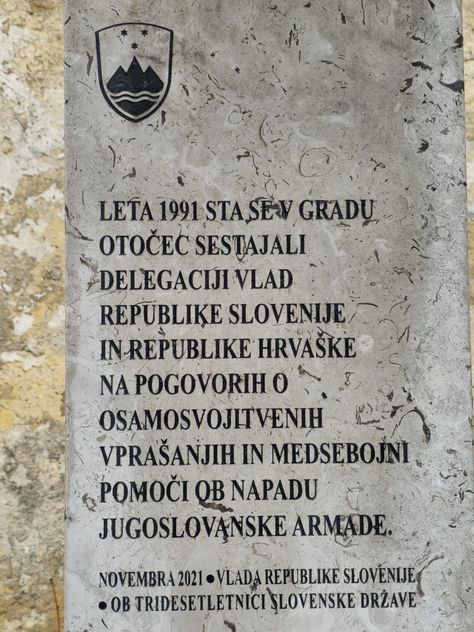 LETA 1991 STA SE V GRADU
OTOČEC SESTAJALI
DELEGACIJI VLAD
REPUBLIKE SLOVENIJE
IN REPUBLIKE HRVAŠKE
NA POGOVORIH O
OSAMOSVOJITVENIH
VPRAŠANJIH IN MEDSEBOJNI
POMOČI OB NAPADU
JUGOSLOVANSKE ARMADE.
NOVEMBRA 2021 • VLADA REPUBLIKE SLOVENIJE
• OB TRIDESETLETNICI SLOVENSKE DRŽAVE